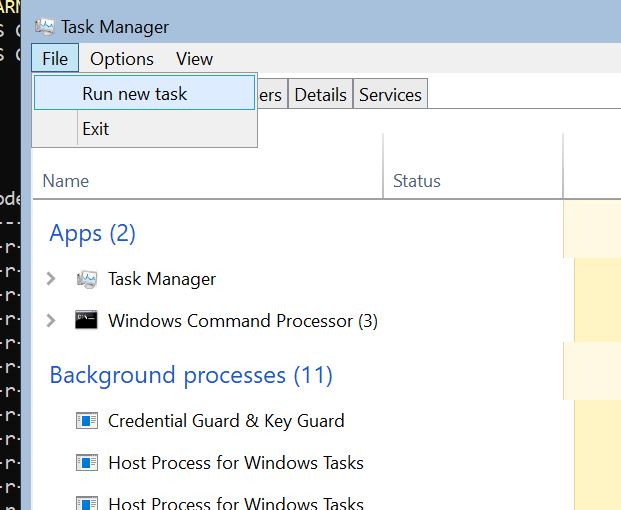 Task Manager
File Options View
Run new task
ers Details Services
Exit
Name Status
Apps (2)
Task Manager
Windows Command Processor (3)
Background processes (11)
Credential Guard & Key Guard
Host Process for Windows Tasks
Host Process for Windows Tasks